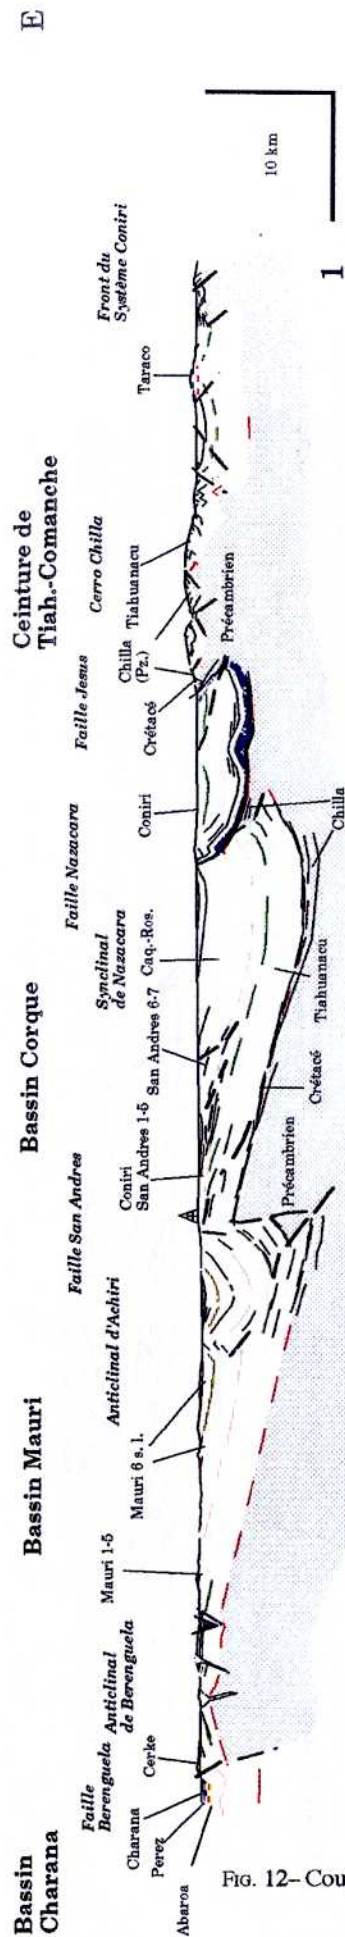 E
Bassin
Charana
Bassin Mauri
Bassin Corque
Ceinture de
Tiah.-Comanche
Faille
Berenguela
Anticlinal
de Berenguela
Anticlinal d'Achiri
Faille San Andres
Faille Nazacara
Synclinal
de Nazacara
Faille Jesus
Cerro Chilla
Front du
Système Coniri
Abaroa
Perez
Charana
Cerke
Mauri 1-5
Mauri 6 s.l.
Coniri
San Andres 1-5
San Andres 6-7
Caq.-Ros.
Coniri
Crétacé
Chilla
(Pz.)
Tiahuanacu
Taraco
Précambrien
Précambrien
Crétacé
Tiahuanacu
Chilla
10 km
1
FIG. 12– Cou